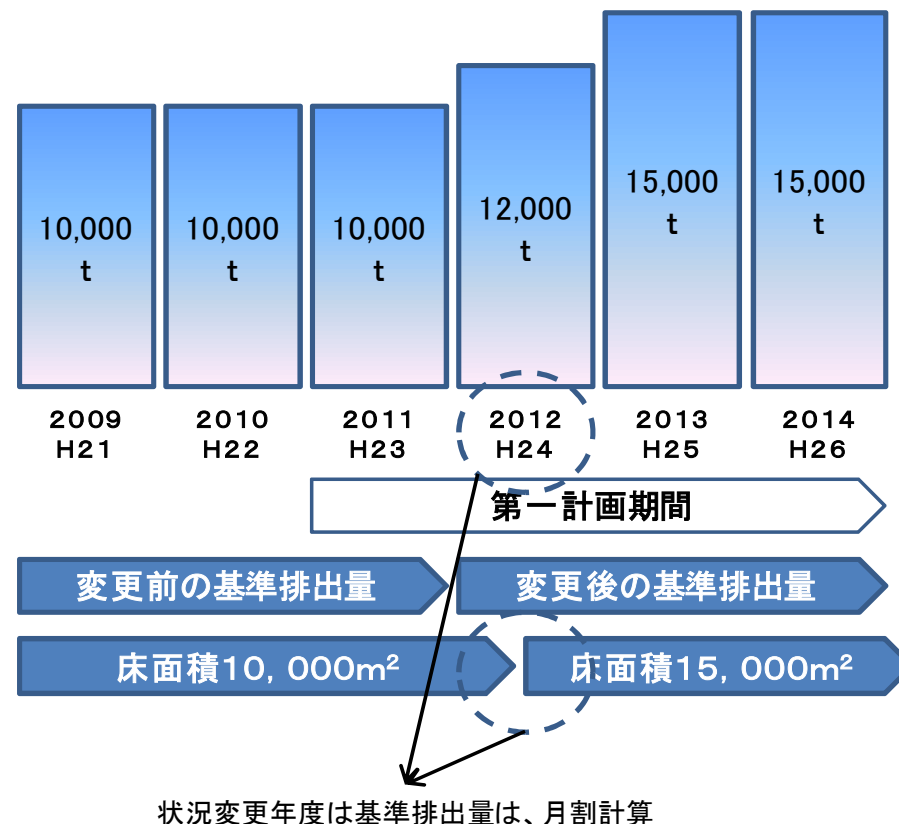 10,000
t
10,000
t
10,000
t
12,000
t
15,000
t
15,000
t
2009
H21
2010
H22
2011
H23
2012
H24
2013
H25
2014
H26
第一計画期間
変更前の基準排出量
変更後の基準排出量
床面積10,000m²
床面積15,000m²
状況変更年度は基準排出量は、月割計算